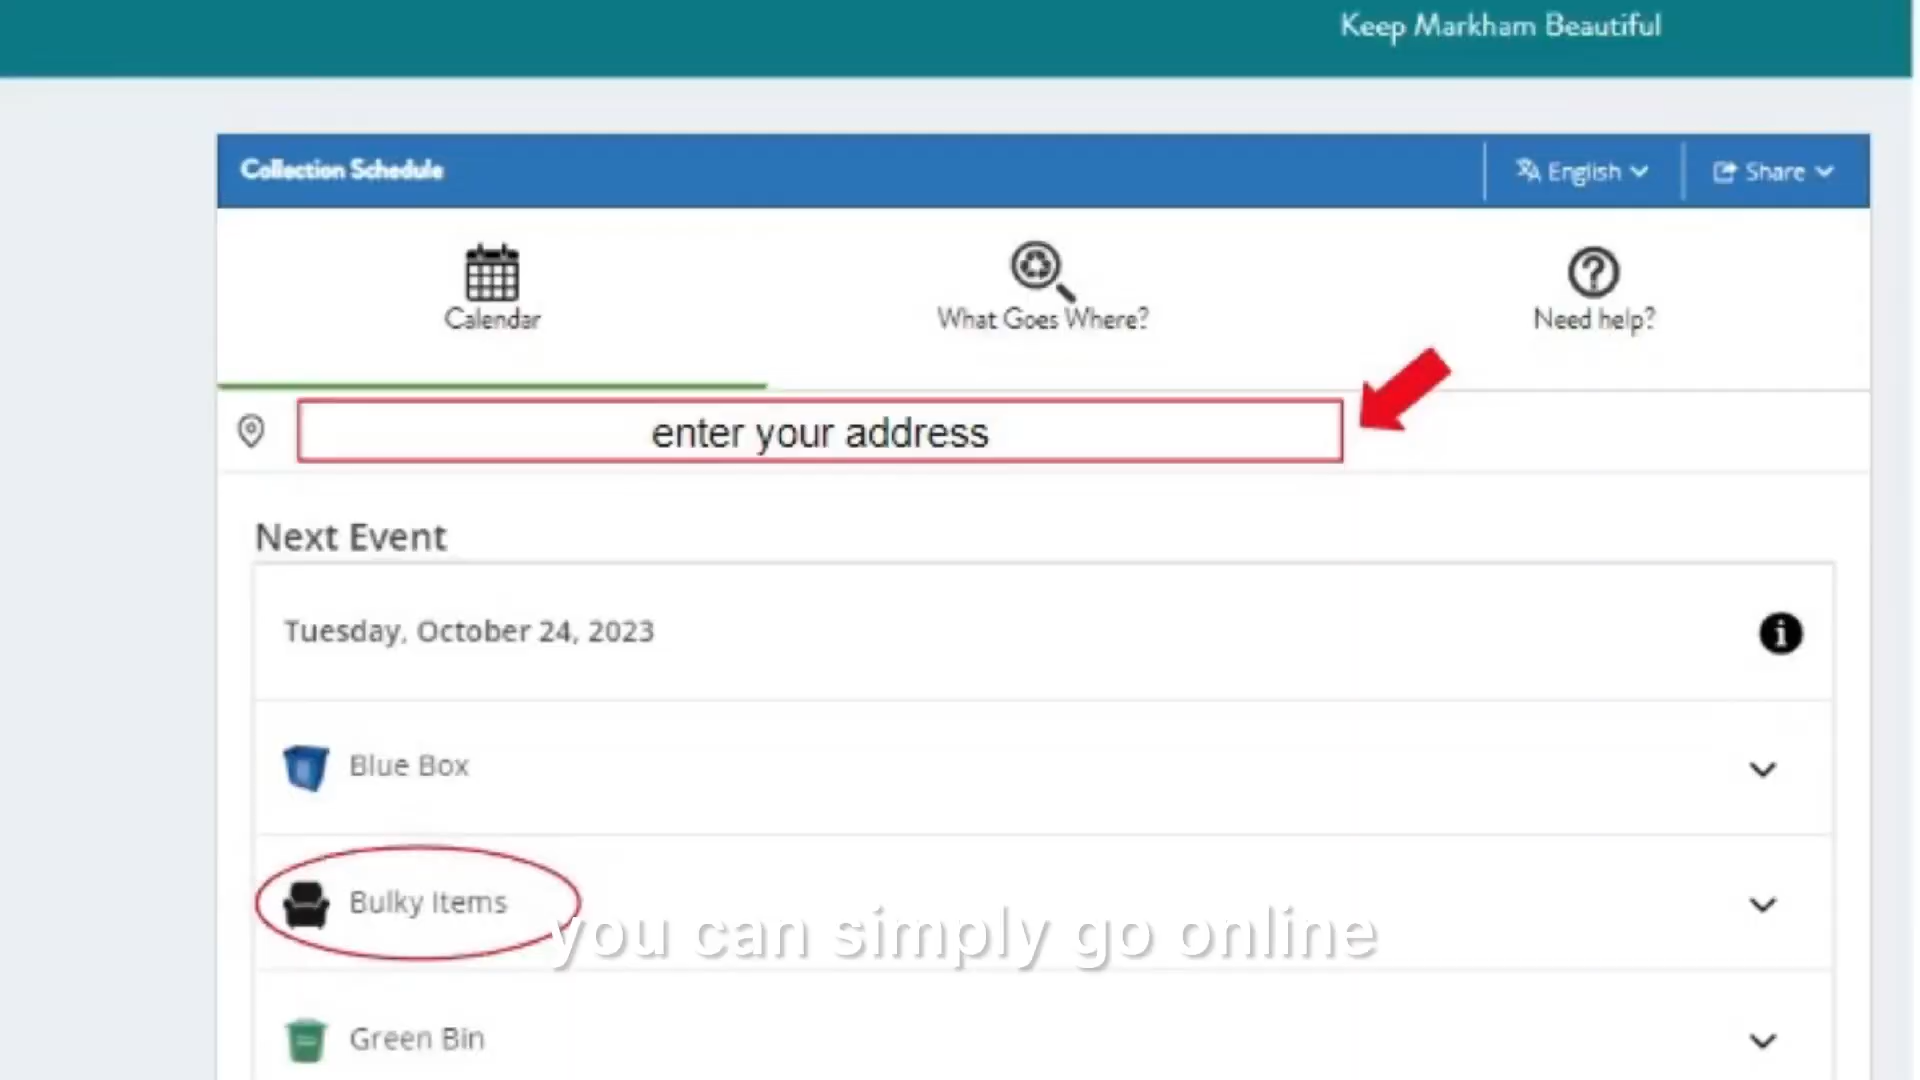 Keep Markham Beautiful
Collection Schedule
English
Share
Calendar
What Goes Where?
Need help?
enter your address
Next Event
Tuesday, October 24, 2023
Blue Box
Bulky Items
you can simply go online
Green Bin